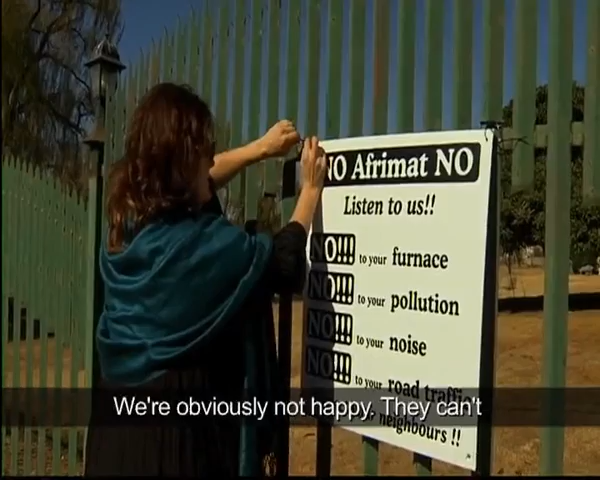 NO Afrimat NO
Listen to us!!
NO!!! to your furnace
NO!!! to your pollution
NO!!! to your noise
NO!!! to your road traffic
neighbours !!
We're obviously not happy. They can't